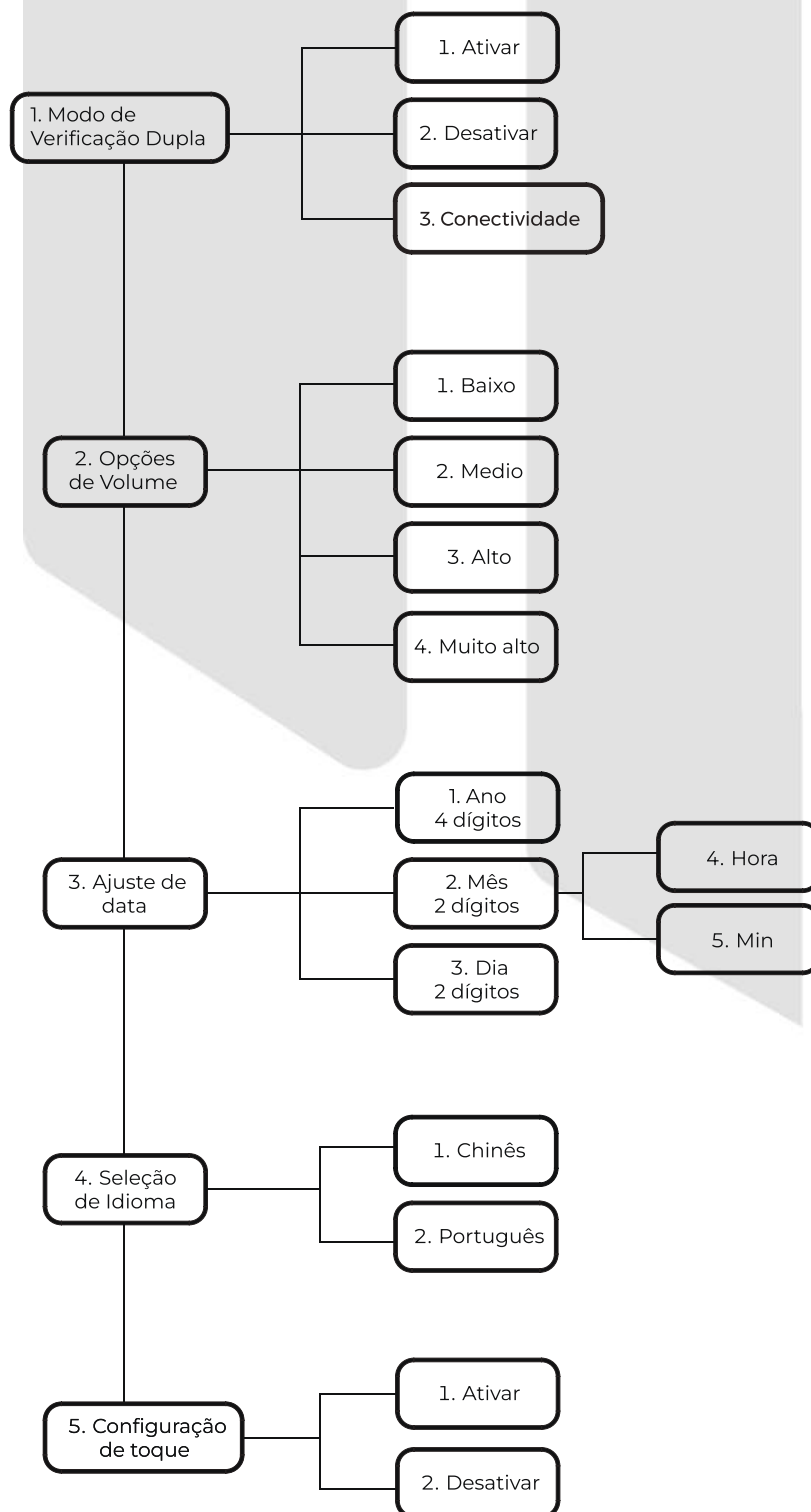 1. Modo de
Verificação Dupla
1. Ativar
2. Desativar
3. Conectividade
2. Opções
de Volume
1. Baixo
2. Medio
3. Alto
4. Muito alto
3. Ajuste de
data
1. Ano
4 dígitos
2. Mês
2 dígitos
3. Dia
2 dígitos
4. Hora
5. Min
4. Seleção
de Idioma
1. Chinês
2. Português
5. Configuração
de toque
1. Ativar
2. Desativar